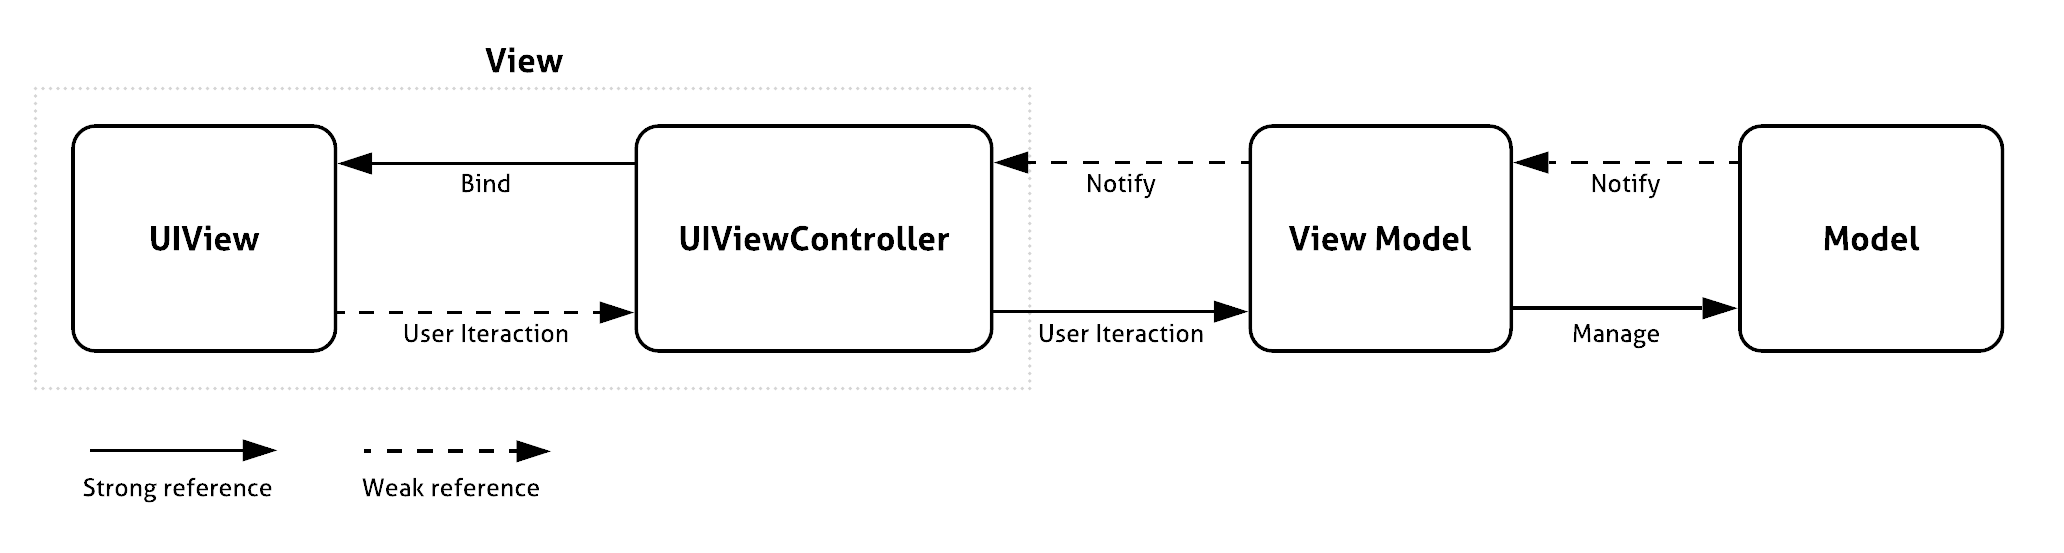 View
Bind
Notify
Notify
UIView
UIViewController
View Model
Model
User Iteraction
User Iteraction
Manage
Strong reference
Weak reference